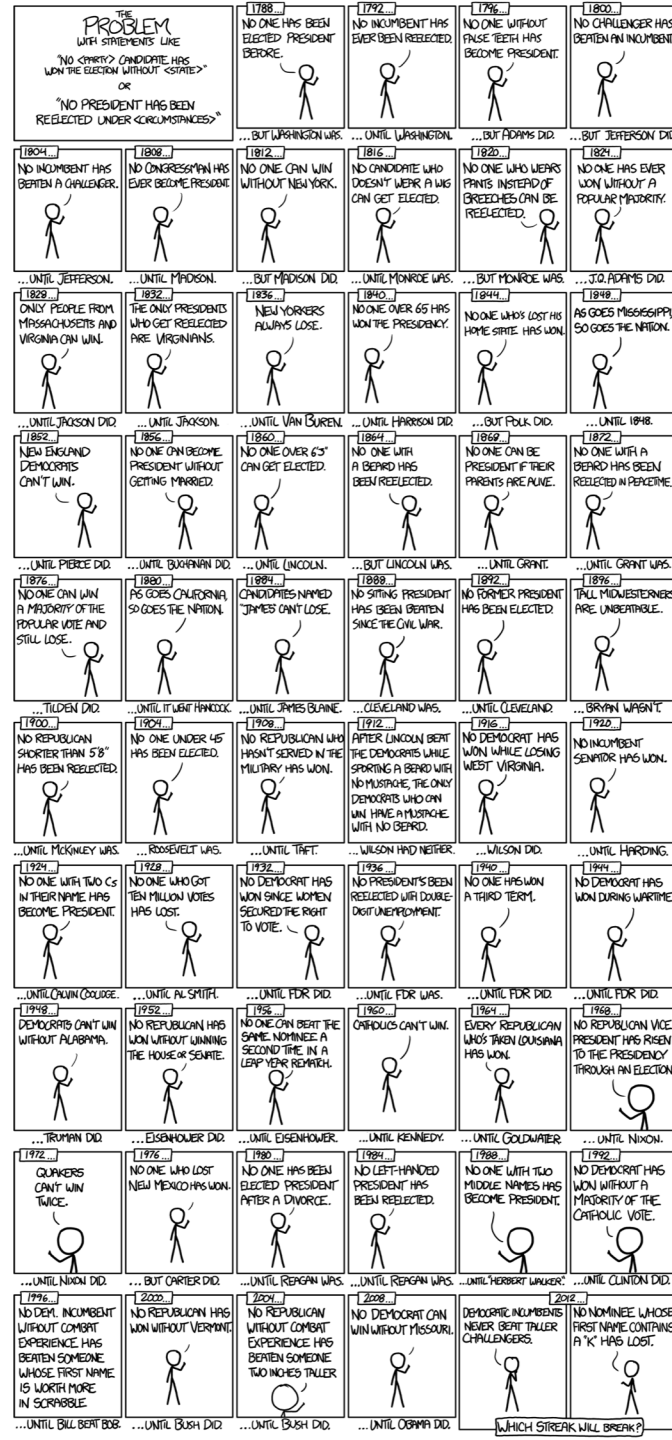 THE
PROBLEM
WITH STATEMENTS LIKE
"NO <PARTY> CANDIDATE HAS
WON THE ELECTION WITHOUT <STATE>"
OR
"NO PRESIDENT HAS BEEN
REELECTED UNDER <CIRCUMSTANCES>"
1788...
NO ONE HAS BEEN
ELECTED PRESIDENT
BEFORE.
...BUT WASHINGTON WAS.
1792...
NO INCUMBENT HAS
EVER BEEN REELECTED.
...UNTIL WASHINGTON.
1796...
NO ONE WITHOUT
FALSE TEETH HAS
BECOME PRESIDENT.
...BUT ADAMS DID.
1800...
NO CHALLENGER HAS
BEATEN AN INCUMBENT.
...BUT JEFFERSON DID.
1804...
NO INCUMBENT HAS
BEATEN A CHALLENGER.
...UNTIL JEFFERSON.
1808...
NO CONGRESSMAN HAS
EVER BECOME PRESIDENT.
...UNTIL MADISON.
1812...
NO ONE CAN WIN
WITHOUT NEW YORK.
...BUT MADISON DID.
1816...
NO CANDIDATE WHO
DOESN'T WEAR A WIG
CAN GET ELECTED.
...UNTIL MONROE WAS.
1820...
NO ONE WHO WEARS
PANTS INSTEAD OF
BREECHES CAN BE
REELECTED.
...BUT MONROE WAS.
1824...
NO ONE HAS EVER
WON WITHOUT A
POPULAR MAJORITY.
...J.Q. ADAMS DID.
1828...
ONLY PEOPLE FROM
MASSACHUSETTS AND
VIRGINIA CAN WIN.
...UNTIL JACKSON DID.
1832...
THE ONLY PRESIDENTS
WHO GET REELECTED
ARE VIRGINIANS.
...UNTIL JACKSON.
1836...
NEW YORKERS
ALWAYS LOSE.
...UNTIL VAN BUREN.
1840...
NO ONE OVER 65 HAS
WON THE PRESIDENCY.
...UNTIL HARRISON DID.
1844...
NO ONE WHO'S LOST HIS
HOME STATE HAS WON.
...BUT POLK DID.
1848...
AS GOES MISSISSIPPI,
SO GOES THE NATION.
...UNTIL 1848.
1852...
NEW ENGLAND
DEMOCRATS
CAN'T WIN.
...UNTIL PIERCE DID.
1856...
NO ONE CAN BECOME
PRESIDENT WITHOUT
GETTING MARRIED.
...UNTIL BUCHANAN DID.
1860...
NO ONE OVER 6'3"
CAN GET ELECTED.
...UNTIL LINCOLN.
1864...
NO ONE WITH
A BEARD HAS
BEEN REELECTED.
...BUT LINCOLN WAS.
1868...
NO ONE CAN BE
PRESIDENT IF THEIR
PARENTS ARE ALIVE.
...UNTIL GRANT.
1872...
NO ONE WITH A
BEARD HAS BEEN
REELECTED IN PEACETIME.
...UNTIL GRANT WAS.
1876...
NO ONE CAN WIN
A MAJORITY OF THE
POPULAR VOTE AND
STILL LOSE.
...TILDEN DID.
1880...
AS GOES CALIFORNIA,
SO GOES THE NATION.
...UNTIL IT WENT HANCOCK.
1884...
CANDIDATES NAMED
"JAMES" CAN'T LOSE.
...UNTIL JAMES BLAINE.
1888...
NO SITTING PRESIDENT
HAS BEEN BEATEN
SINCE THE CIVIL WAR.
...CLEVELAND WAS.
1892...
NO FORMER PRESIDENT
HAS BEEN ELECTED.
...UNTIL CLEVELAND.
1896...
TALL MIDWESTERNERS
ARE UNBEATABLE.
...BRYAN WASN'T
1900...
NO REPUBLICAN
SHORTER THAN 5'8"
HAS BEEN REELECTED.
...UNTIL MCKINLEY WAS.
1904...
NO ONE UNDER 45
HAS BEEN ELECTED.
...ROOSEVELT WAS.
1908...
NO REPUBLICAN WHO
HASN'T SERVED IN THE
MILITARY HAS WON.
...UNTIL TAFT.
1912...
AFTER LINCOLN BEAT
THE DEMOCRATS WHILE
SPORTING A BEARD WITH
NO MUSTACHE, THE ONLY
DEMOCRATS WHO CAN
WIN HAVE A MUSTACHE
WITH NO BEARD.
...WILSON HAD NEITHER.
1916...
NO DEMOCRAT HAS
WON WHILE LOSING
WEST VIRGINIA.
...WILSON DID.
1920...
NO INCUMBENT
SENATOR HAS WON.
...UNTIL HARDING.
1924...
NO ONE WITH TWO Cs
IN THEIR NAME HAS
BECOME PRESIDENT.
...UNTIL CALVIN COOLIDGE.
1928...
NO ONE WHO GOT
TEN MILLION VOTES
HAS LOST.
...UNTIL AL SMITH.
1932...
NO DEMOCRAT HAS
WON SINCE WOMEN
SECURED THE RIGHT
TO VOTE.
...UNTIL FDR DID.
1936...
NO PRESIDENT'S BEEN
REELECTED WITH DOUBLE-
DIGIT UNEMPLOYMENT.
...UNTIL FDR WAS.
1940...
NO ONE HAS WON
A THIRD TERM.
...UNTIL FDR DID.
1944...
NO DEMOCRAT HAS
WON DURING WARTIME.
...UNTIL FDR DID.
1948...
DEMOCRATS CAN'T WIN
WITHOUT ALABAMA.
...TRUMAN DID.
1952...
NO REPUBLICAN HAS
WON WITHOUT WINNING
THE HOUSE OR SENATE.
...EISENHOWER DID.
1956...
NO ONE CAN BEAT THE
SAME NOMINEE A
SECOND TIME IN A
LEAP YEAR REMATCH.
...UNTIL EISENHOWER.
1960...
CATHOLICS CAN'T WIN.
...UNTIL KENNEDY.
1964...
EVERY REPUBLICAN
WHO'S TAKEN LOUISIANA
HAS WON.
...UNTIL GOLDWATER.
1968...
NO REPUBLICAN VICE
PRESIDENT HAS RISEN
TO THE PRESIDENCY
THROUGH AN ELECTION
...UNTIL NIXON.
1972...
QUAKERS
CAN'T WIN
TWICE.
...UNTIL NIXON DID.
1976...
NO ONE WHO LOST
NEW MEXICO HAS WON.
...BUT CARTER DID.
1980...
NO ONE HAS BEEN
ELECTED PRESIDENT
AFTER A DIVORCE.
...UNTIL REAGAN WAS.
1984...
NO LEFT-HANDED
PRESIDENT HAS
BEEN REELECTED.
...UNTIL REAGAN WAS.
1988...
NO ONE WITH TWO
MIDDLE NAMES HAS
BECOME PRESIDENT.
...UNTIL "HERBERT WALKER."
1992...
NO DEMOCRAT HAS
WON WITHOUT A
MAJORITY OF THE
CATHOLIC VOTE.
...UNTIL CLINTON DID.
1996...
NO DEM. INCUMBENT
WITHOUT COMBAT
EXPERIENCE HAS
BEATEN SOMEONE
WHOSE FIRST NAME
IS WORTH MORE
IN SCRABBLE.
...UNTIL BILL BEAT BOB.
2000...
NO REPUBLICAN HAS
WON WITHOUT VERMONT.
...UNTIL BUSH DID.
2004...
NO REPUBLICAN
WITHOUT COMBAT
EXPERIENCE HAS
BEATEN SOMEONE
TWO INCHES TALLER
...UNTIL BUSH DID.
2008...
NO DEMOCRAT CAN
WIN WITHOUT MISSOURI.
...UNTIL OBAMA DID.
2012...
DEMOCRATIC INCUMBENTS
NEVER BEAT TALLER
CHALLENGERS.
NO NOMINEE WHOSE
FIRST NAME CONTAINS
A "K" HAS LOST.
WHICH STREAK WILL BREAK?